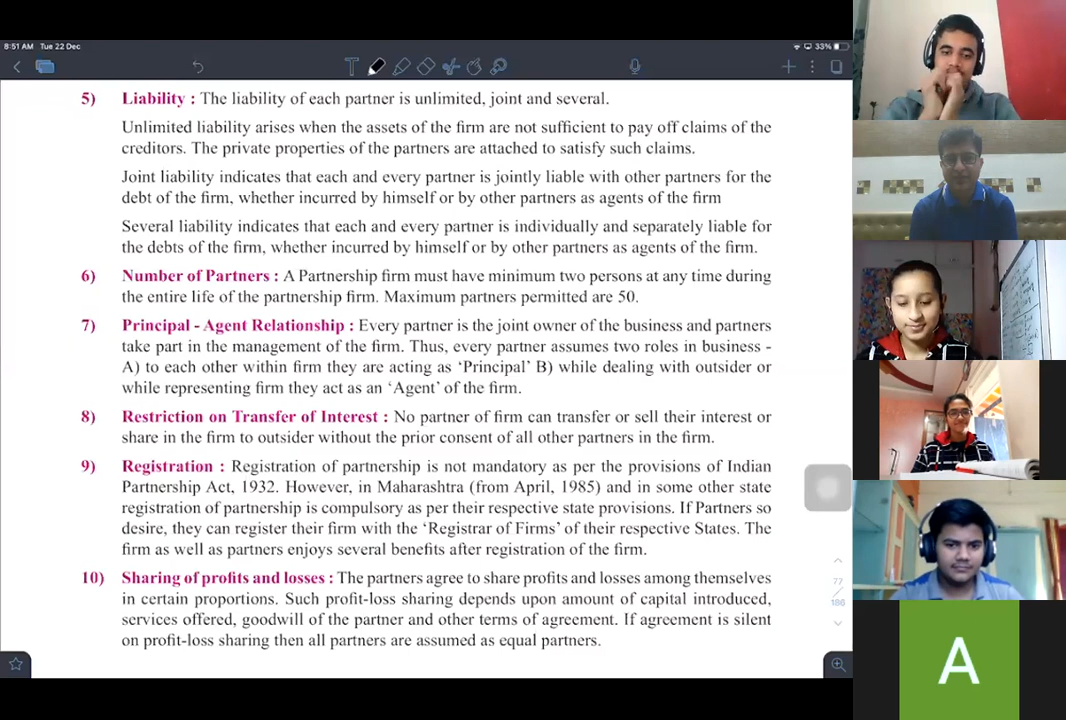 8:51 AM Tue 22 Dec
33%
5) Liability : The liability of each partner is unlimited, joint and several.
Unlimited liability arises when the assets of the firm are not sufficient to pay off claims of the
creditors. The private properties of the partners are attached to satisfy such claims.
Joint liability indicates that each and every partner is jointly liable with other partners for the
debt of the firm, whether incurred by himself or by other partners as agents of the firm
Several liability indicates that each and every partner is individually and separately liable for
the debts of the firm, whether incurred by himself or by other partners as agents of the firm.
6) Number of Partners : A Partnership firm must have minimum two persons at any time during
the entire life of the partnership firm. Maximum partners permitted are 50.
7) Principal - Agent Relationship : Every partner is the joint owner of the business and partners
take part in the management of the firm. Thus, every partner assumes two roles in business -
A) to each other within firm they are acting as ‘Principal’ B) while dealing with outsider or
while representing firm they act as an ‘Agent’ of the firm.
8) Restriction on Transfer of Interest : No partner of firm can transfer or sell their interest or
share in the firm to outsider without the prior consent of all other partners in the firm.
9) Registration : Registration of partnership is not mandatory as per the provisions of Indian
Partnership Act, 1932. However, in Maharashtra (from April, 1985) and in some other state
registration of partnership is compulsory as per their respective state provisions. If Partners so
desire, they can register their firm with the ‘Registrar of Firms’ of their respective States. The
firm as well as partners enjoys several benefits after registration of the firm.
10) Sharing of profits and losses : The partners agree to share profits and losses among themselves
in certain proportions. Such profit-loss sharing depends upon amount of capital introduced,
services offered, goodwill of the partner and other terms of agreement. If agreement is silent
on profit-loss sharing then all partners are assumed as equal partners.
77
/
186
A